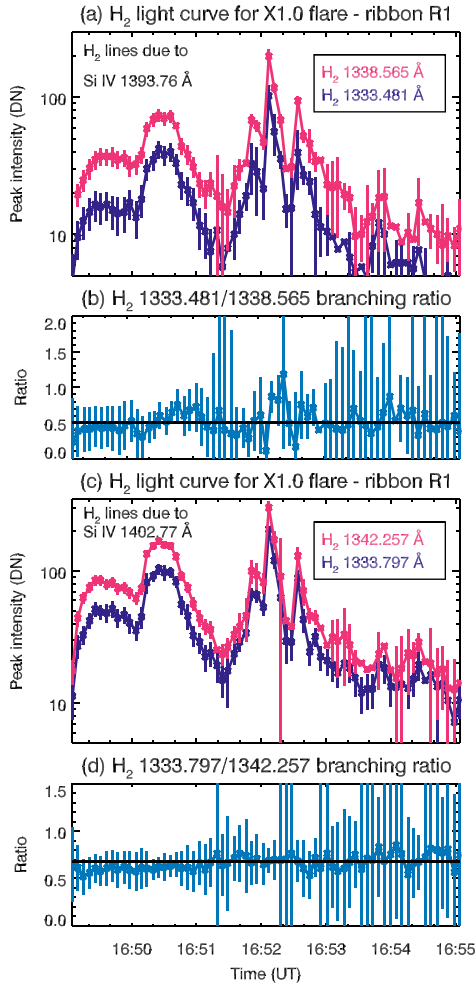 (a) H₂ light curve for X1.0 flare - ribbon R1
H₂ lines due to
Si IV 1393.76 Å
H₂ 1338.565 Å
H₂ 1333.481 Å
Peak intensity (DN)
100
10
(b) H₂ 1333.481/1338.565 branching ratio
Ratio
2.0
1.5
1.0
0.5
0.0
(c) H₂ light curve for X1.0 flare - ribbon R1
H₂ lines due to
Si IV 1402.77 Å
H₂ 1342.257 Å
H₂ 1333.797 Å
Peak intensity (DN)
100
10
(d) H₂ 1333.797/1342.257 branching ratio
Ratio
1.5
1.0
0.5
0.0
16:50 16:51 16:52 16:53 16:54 16:55
Time (UT)